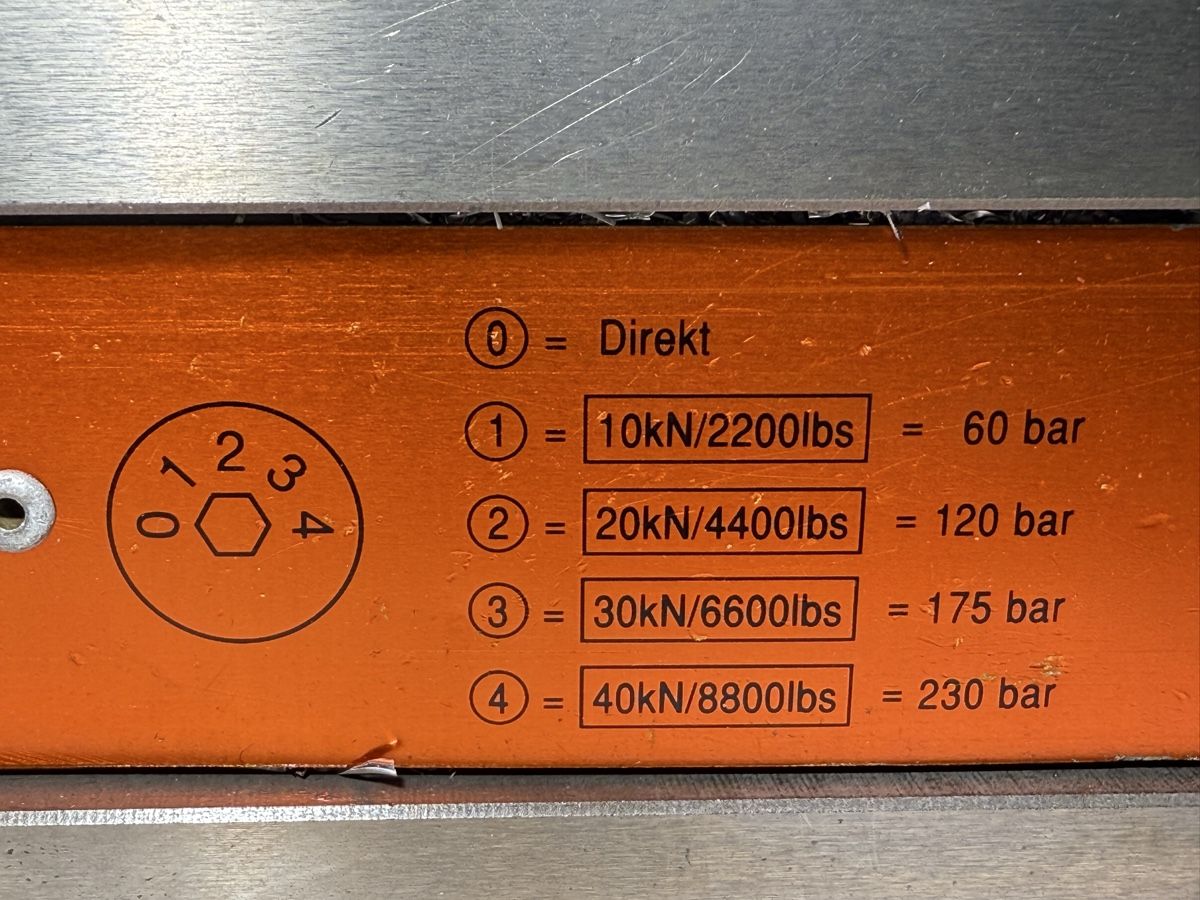 0 = Direkt
1 = 10kN/2200lbs = 60 bar
2 = 20kN/4400lbs = 120 bar
3 = 30kN/6600lbs = 175 bar
4 = 40kN/8800lbs = 230 bar
0 1 2 3 4